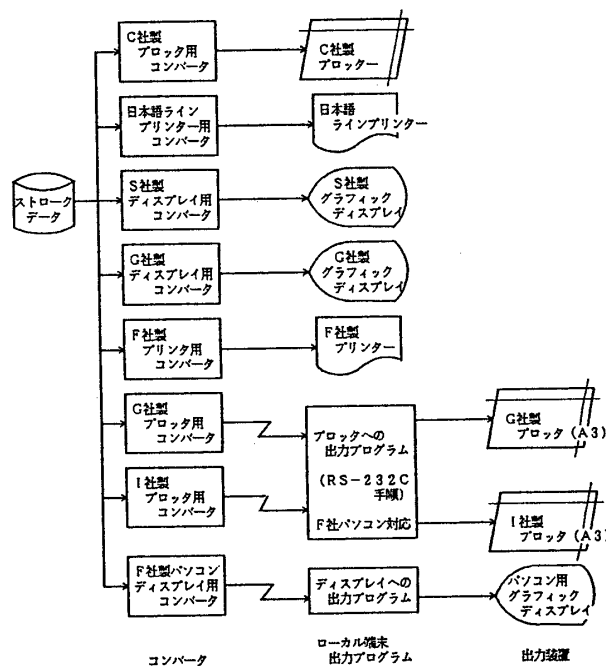 C社製
プロッタ用
コンバータ
C社製
プロッター
日本語ライン
プリンター用
コンバータ
日本語
ラインプリンター
ストローク
データ
S社製
ディスプレイ用
コンバータ
S社製
グラフィック
ディスプレイ
G社製
ディスプレイ用
コンバータ
G社製
グラフィック
ディスプレイ
F社製
プリンタ用
コンバータ
F社製
プリンター
G社製
プロッタ用
コンバータ
プロッタへの
出力プログラム
(RS-232C
手順)
F社パソコン対応
G社製
プロッタ(A3)
I社製
プロッタ用
コンバータ
I社製
プロッタ(A3)
F社製パソコン
ディスプレイ用
コンバータ
ディスプレイへの
出力プログラム
パソコン用
グラフィック
ディスプレイ
コンバータ
ローカル端末
出力プログラム
出力装置